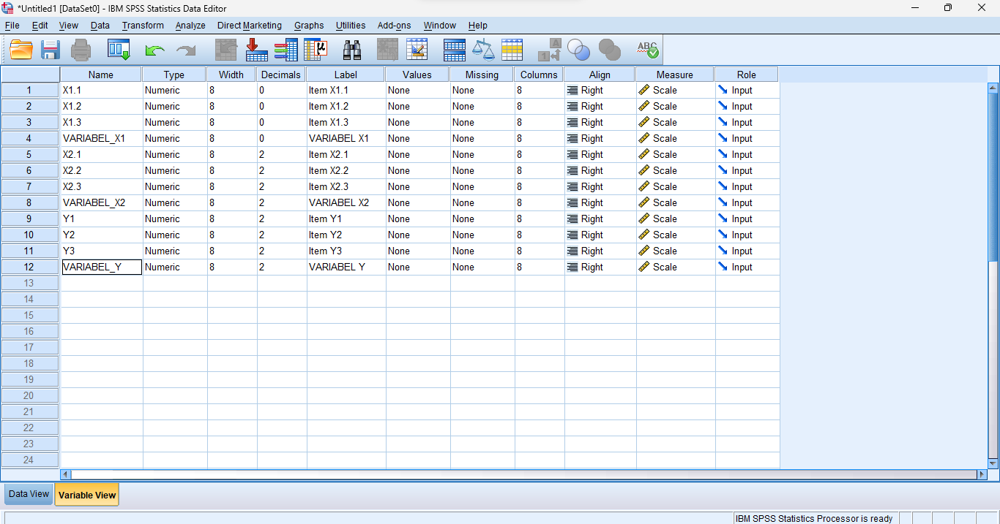 *Untitled1 [DataSet0] - IBM SPSS Statistics Data Editor
File Edit View Data Transform Analyze Direct Marketing Graphs Utilities Add-ons Window Help
A 1 ABC
Name Type Width Decimals Label Values Missing Columns Align Measure Role
1 X1.1 Numeric 8 0 Item X1.1 None None 8 Right Scale Input
2 X1.2 Numeric 8 0 Item X1.2 None None 8 Right Scale Input
3 X1.3 Numeric 8 0 Item X1.3 None None 8 Right Scale Input
4 VARIABEL_X1 Numeric 8 0 VARIABEL X1 None None 8 Right Scale Input
5 X2.1 Numeric 8 2 Item X2.1 None None 8 Right Scale Input
6 X2.2 Numeric 8 2 Item X2.2 None None 8 Right Scale Input
7 X2.3 Numeric 8 2 Item X2.3 None None 8 Right Scale Input
8 VARIABEL_X2 Numeric 8 2 VARIABEL X2 None None 8 Right Scale Input
9 Y1 Numeric 8 2 Item Y1 None None 8 Right Scale Input
10 Y2 Numeric 8 2 Item Y2 None None 8 Right Scale Input
11 Y3 Numeric 8 2 Item Y3 None None 8 Right Scale Input
12 VARIABEL_Y Numeric 8 2 VARIABEL Y None None 8 Right Scale Input
13
14
15
16
17
18
19
20
21
22
23
24
Data View Variable View
IBM SPSS Statistics Processor is ready